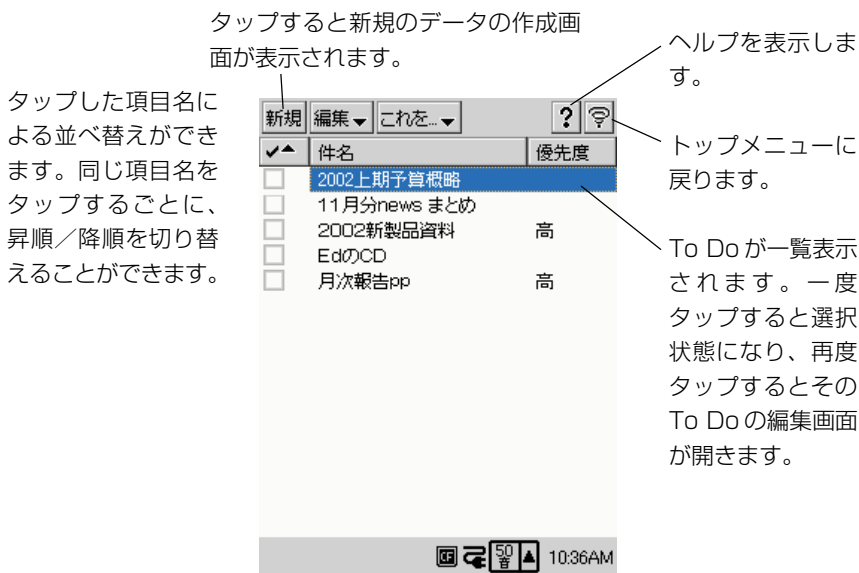 タップすると新規のデータの作成画
面が表示されます。
ヘルプを表示しま
す。
タップした項目名に
よる並べ替えができ
ます。同じ項目名を
タップするごとに、
昇順／降順を切り替
えることができます。
新規 編集 これを... ?
件名 優先度
2002上期予算概略
11月分news まとめ
2002新製品資料 高
EdのCD
月次報告pp 高
トップメニューに
戻ります。
To Doが一覧表示
されます。一度
タップすると選択
状態になり、再度
タップするとその
To Doの編集画面
が開きます。
CF 50音 10:36AM